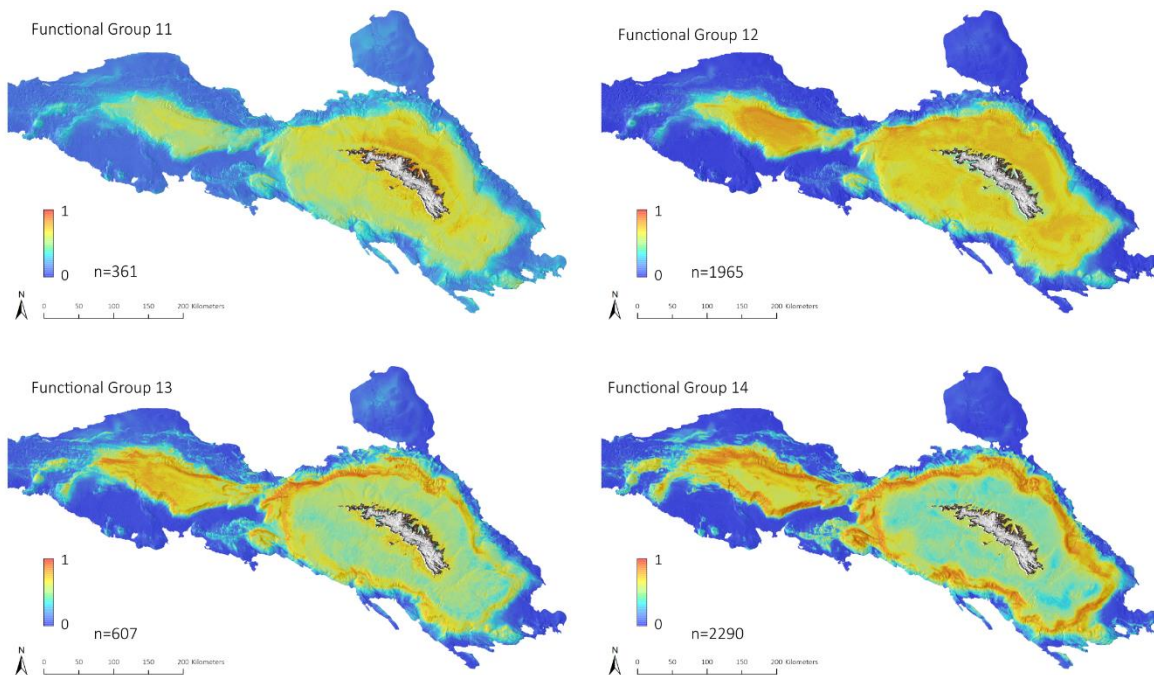 Functional Group 11
1
0
n=361
N
0 50 100 150 200 Kilometers
Functional Group 12
1
0
n=1965
N
0 50 100 150 200 Kilometers
Functional Group 13
1
0
n=607
N
0 50 100 150 200 Kilometers
Functional Group 14
1
0
n=2290
N
0 50 100 150 200 Kilometers